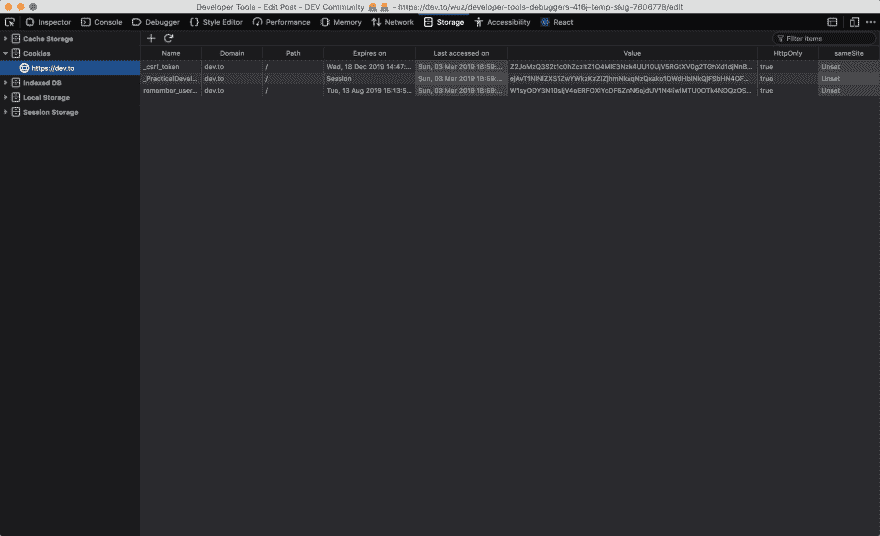 Developer Tools - Edit Post - DEV Community - https://dev.to/wuz/developer-tools-debuggers-416j-temp-slug-7606778/edit
Inspector Console Debugger Style Editor Performance Memory Network Storage Accessibility React
Cache Storage
Cookies
https://dev.to
Indexed DB
Local Storage
Session Storage
Filter items
Name Domain Path Expires on Last accessed on Value HttpOnly sameSite
_csrf_token dev.to / Wed, 18 Dec 2019 14:47:... Sun, 03 Mar 2019 18:59:... true Unset
_PracticalDevel... dev.to / Session Sun, 03 Mar 2019 18:59:... true Unset
remember_user... dev.to / Tue, 13 Aug 2019 15:13:5... Sun, 03 Mar 2019 18:59:... true Unset